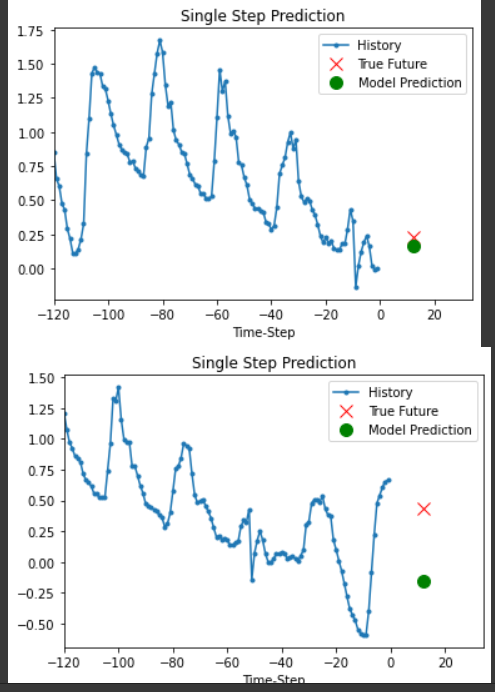 Single Step Prediction
1.75
1.50
1.25
1.00
0.75
0.50
0.25
0.00
History
True Future
Model Prediction
−120 −100 −80 −60 −40 −20 0 20
Time-Step
Single Step Prediction
1.50
1.25
1.00
0.75
0.50
0.25
0.00
−0.25
−0.50
History
True Future
Model Prediction
−120 −100 −80 −60 −40 −20 0 20
Time-Step